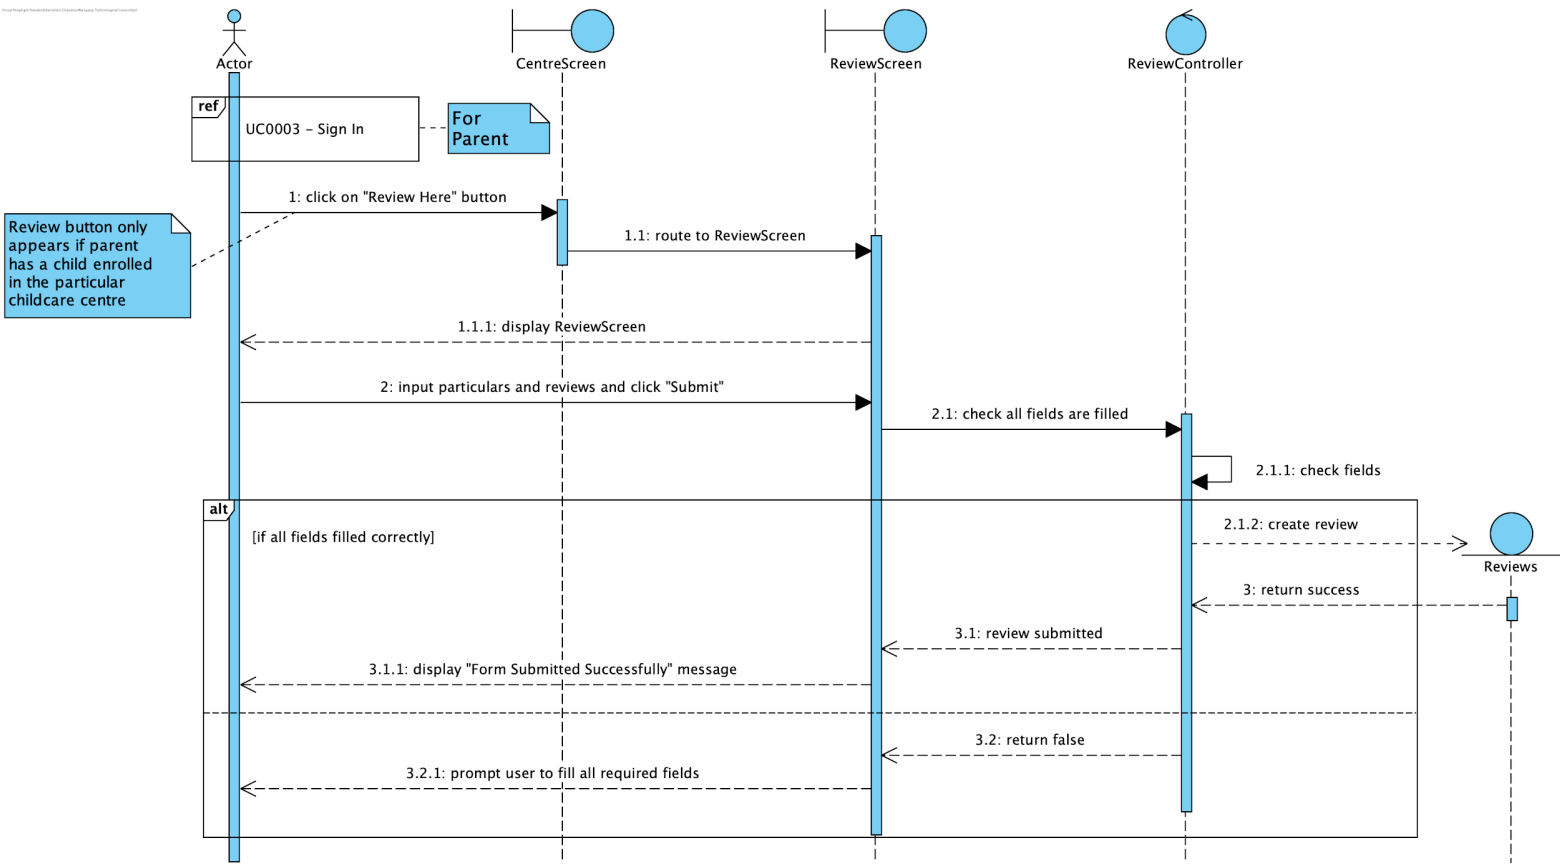 Actor
CentreScreen
ReviewScreen
ReviewController
ref
UC0003 - Sign In
For
Parent
1: click on "Review Here" button
Review button only
appears if parent
has a child enrolled
in the particular
childcare centre
1.1: route to ReviewScreen
1.1.1: display ReviewScreen
2: input particulars and reviews and click "Submit"
2.1: check all fields are filled
2.1.1: check fields
alt
[if all fields filled correctly]
2.1.2: create review
Reviews
3: return success
3.1: review submitted
3.1.1: display "Form Submitted Successfully" message
3.2: return false
3.2.1: prompt user to fill all required fields